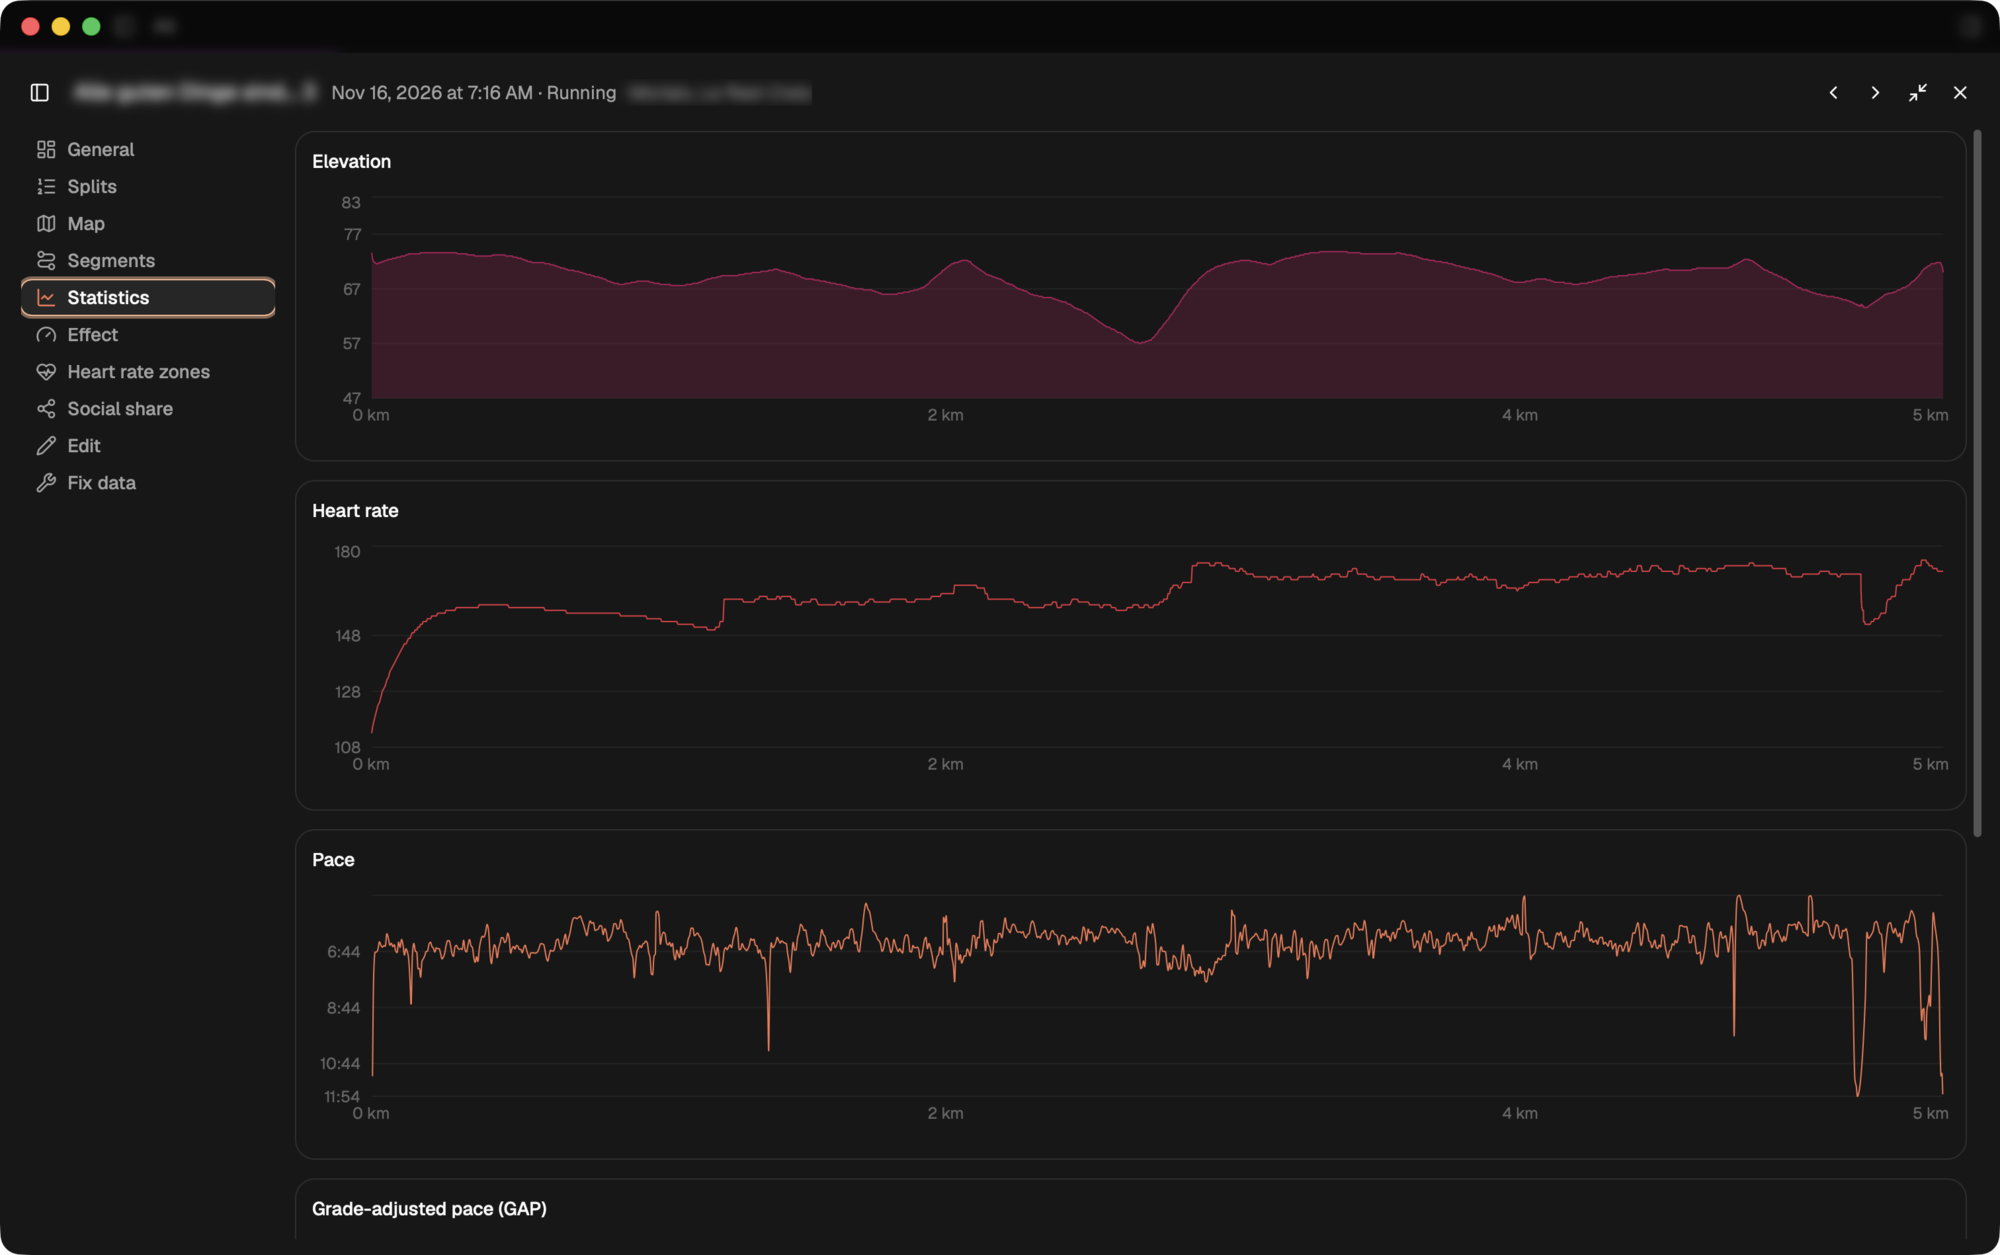 Nov 16, 2026 at 7:16 AM · Running
General
Splits
Map
Segments
Statistics
Effect
Heart rate zones
Social share
Edit
Fix data
Elevation
83
77
67
57
47
0 km 2 km 4 km 5 km
Heart rate
180
148
128
108
0 km 2 km 4 km 5 km
Pace
6:44
8:44
10:44
11:54
0 km 2 km 4 km 5 km
Grade-adjusted pace (GAP)